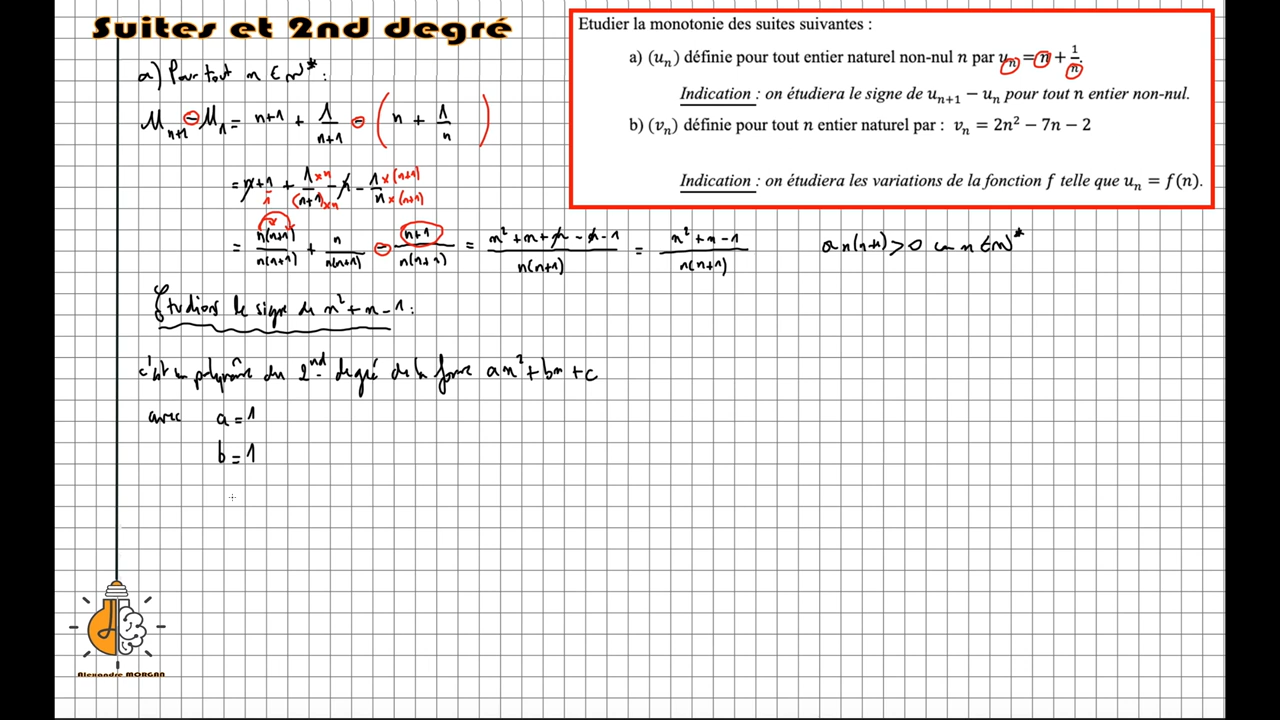 Suites et 2nd degré
Etudier la monotonie des suites suivantes :
a) (uₙ) définie pour tout entier naturel non-nul n par uₙ = n + 1/n.
Indication : on étudiera le signe de uₙ₊₁ − uₙ pour tout n entier non-nul.
b) (vₙ) définie pour tout n entier naturel par : vₙ = 2n² − 7n − 2
Indication : on étudiera les variations de la fonction f telle que uₙ = f(n).
a) Pour tout n ∈ ℕ* :
Uₙ₊₁ − Uₙ = n+1 + 1/(n+1) − (n + 1/n)
= n+1/1 + 1×n/(n+1)×n − n − 1×(n+1)/n×(n+1)
= n(n+1)/n(n+1) + n/n(n+1) − (n+1)/n(n+1) = (n² + n + n − n − 1)/n(n+1) = (n² + n − 1)/n(n+1)
or n(n+1) > 0 car n ∈ ℕ*
Etudions le signe de n² + n − 1 :
c'est un polynôme du 2nd degré de la forme an² + bn + c
avec a = 1
b = 1
Alexandre MORGAN